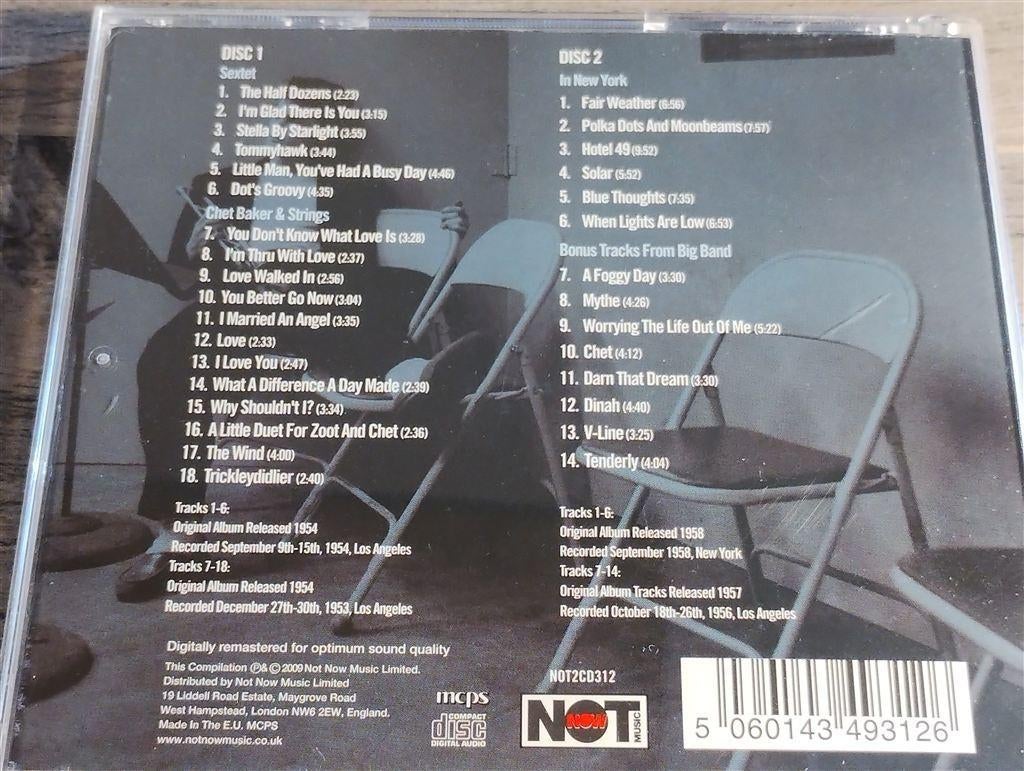 DISC 1
Sextet
1. The Half Dozens (2:23)
2. I'm Glad There Is You (3:15)
3. Stella By Starlight (3:55)
4. Tommyhawk (3:44)
5. Little Man, You've Had A Busy Day (4:46)
6. Dot's Groovy (4:35)
Chet Baker & Strings
7. You Don't Know What Love Is (3:28)
8. I'm Thru With Love (2:37)
9. Love Walked In (2:56)
10. You Better Go Now (3:04)
11. I Married An Angel (3:35)
12. Love (2:33)
13. I Love You (2:47)
14. What A Difference A Day Made (2:39)
15. Why Shouldn't I? (3:34)
16. A Little Duet For Zoot And Chet (2:36)
17. The Wind (4:00)
18. Trickleydidlier (2:40)
Tracks 1-6:
Original Album Released 1954
Recorded September 9th-15th, 1954, Los Angeles
Tracks 7-18:
Original Album Released 1954
Recorded December 27th-30th, 1953, Los Angeles
DISC 2
In New York
1. Fair Weather (6:56)
2. Polka Dots And Moonbeams (7:57)
3. Hotel 49 (9:52)
4. Solar (5:52)
5. Blue Thoughts (7:35)
6. When Lights Are Low (6:53)
Bonus Tracks From Big Band
7. A Foggy Day (3:30)
8. Mythe (4:26)
9. Worrying The Life Out Of Me (5:22)
10. Chet (4:12)
11. Darn That Dream (3:30)
12. Dinah (4:40)
13. V-Line (3:25)
14. Tenderly (4:04)
Tracks 1-6:
Original Album Released 1958
Recorded September 1958, New York
Tracks 7-14:
Original Album Tracks Released 1957
Recorded October 18th-26th, 1956, Los Angeles
Digitally remastered for optimum sound quality
This Compilation ℗ & © 2009 Not Now Music Limited.
Distributed by Not Now Music Limited
19 Liddell Road Estate, Maygrove Road
West Hampstead, London NW6 2EW, England.
Made In The E.U. MCPS
www.notnowmusic.co.uk
mcps
COMPACT
disc
DIGITAL AUDIO
NOT2CD312
NOT
NOW
MUSIC
5 060143 493126